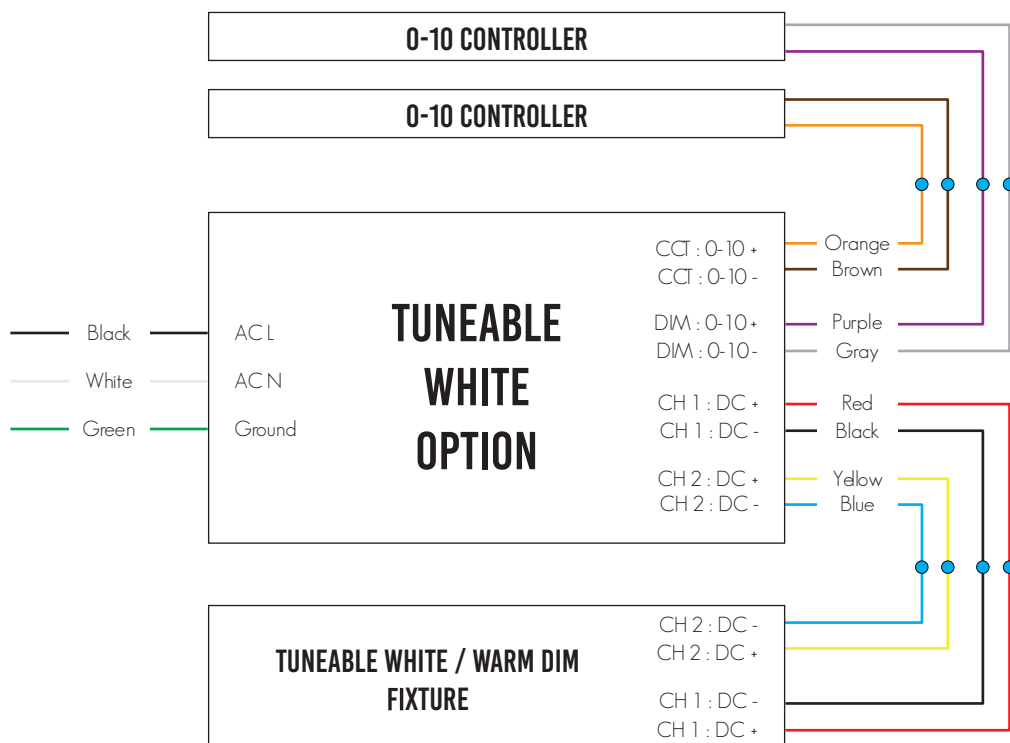 0-10 CONTROLLER
0-10 CONTROLLER
TUNEABLE
WHITE
OPTION
Black
White
Green
AC L
AC N
Ground
CCT : 0-10 +
CCT : 0-10 -
DIM : 0-10 +
DIM : 0-10 -
CH 1 : DC +
CH 1 : DC -
CH 2 : DC +
CH 2 : DC -
Orange
Brown
Purple
Gray
Red
Black
Yellow
Blue
TUNEABLE WHITE / WARM DIM
FIXTURE
CH 2 : DC -
CH 2 : DC +
CH 1 : DC -
CH 1 : DC +